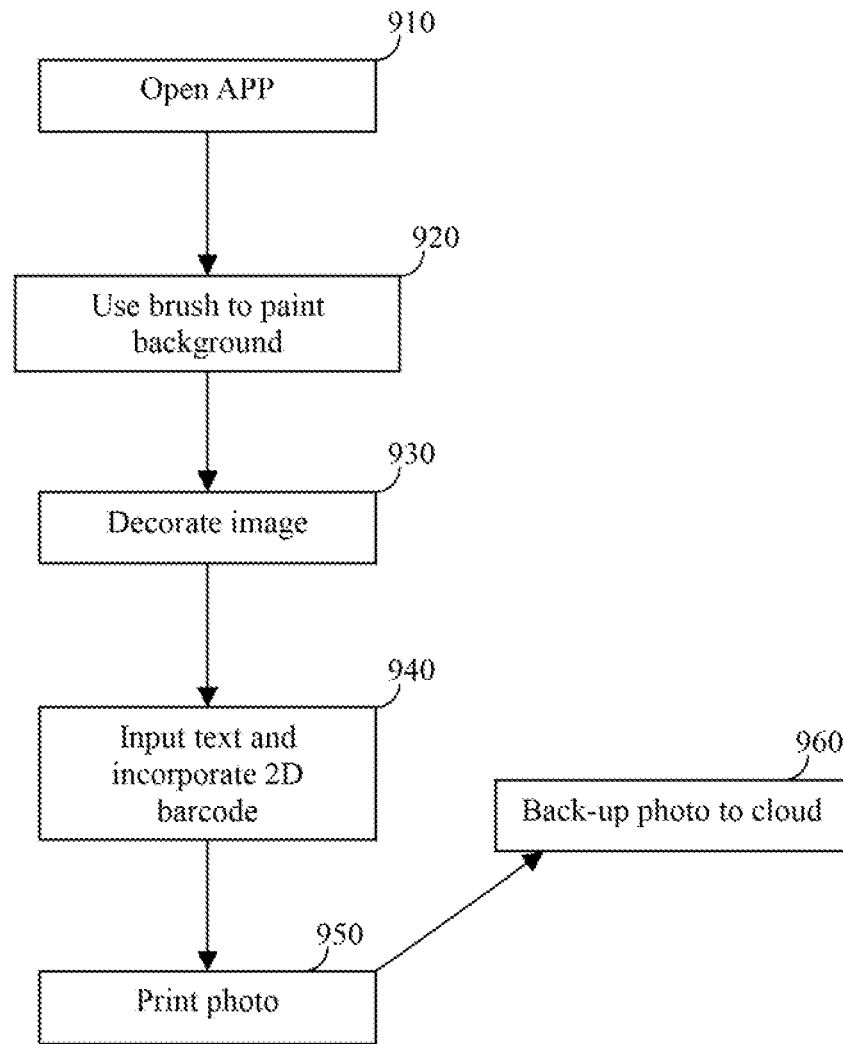 910
Open APP
920
Use brush to paint
background
930
Decorate image
940
Input text and
incorporate 2D
barcode
960
Back-up photo to cloud
950
Print photo